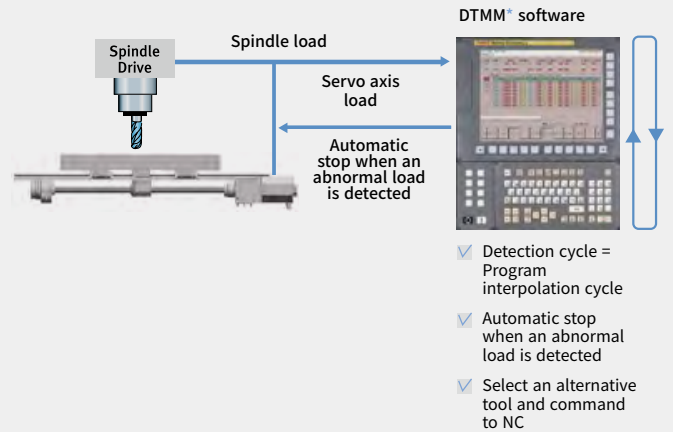 DTMM* software
Spindle
Drive
Spindle load
Servo axis
load
Automatic
stop when an
abnormal load
is detected
Detection cycle =
Program
interpolation cycle
Automatic stop
when an abnormal
load is detected
Select an alternative
tool and command
to NC